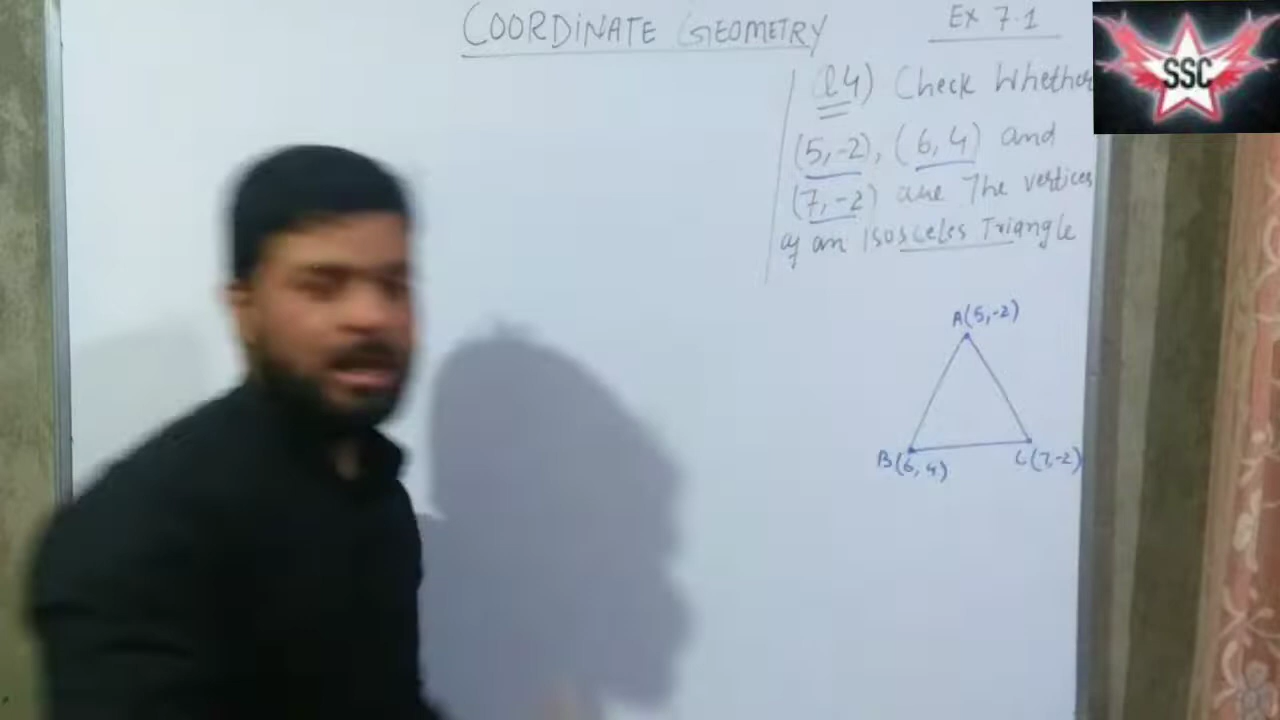 COORDINATE GEOMETRY
Ex 7.1
SSC
Q4) Check Whether
(5,-2), (6,4) and
(7,-2) are The vertices
of an Isosceles Triangle
A(5,-2)
B(6,4)
C(7,-2)